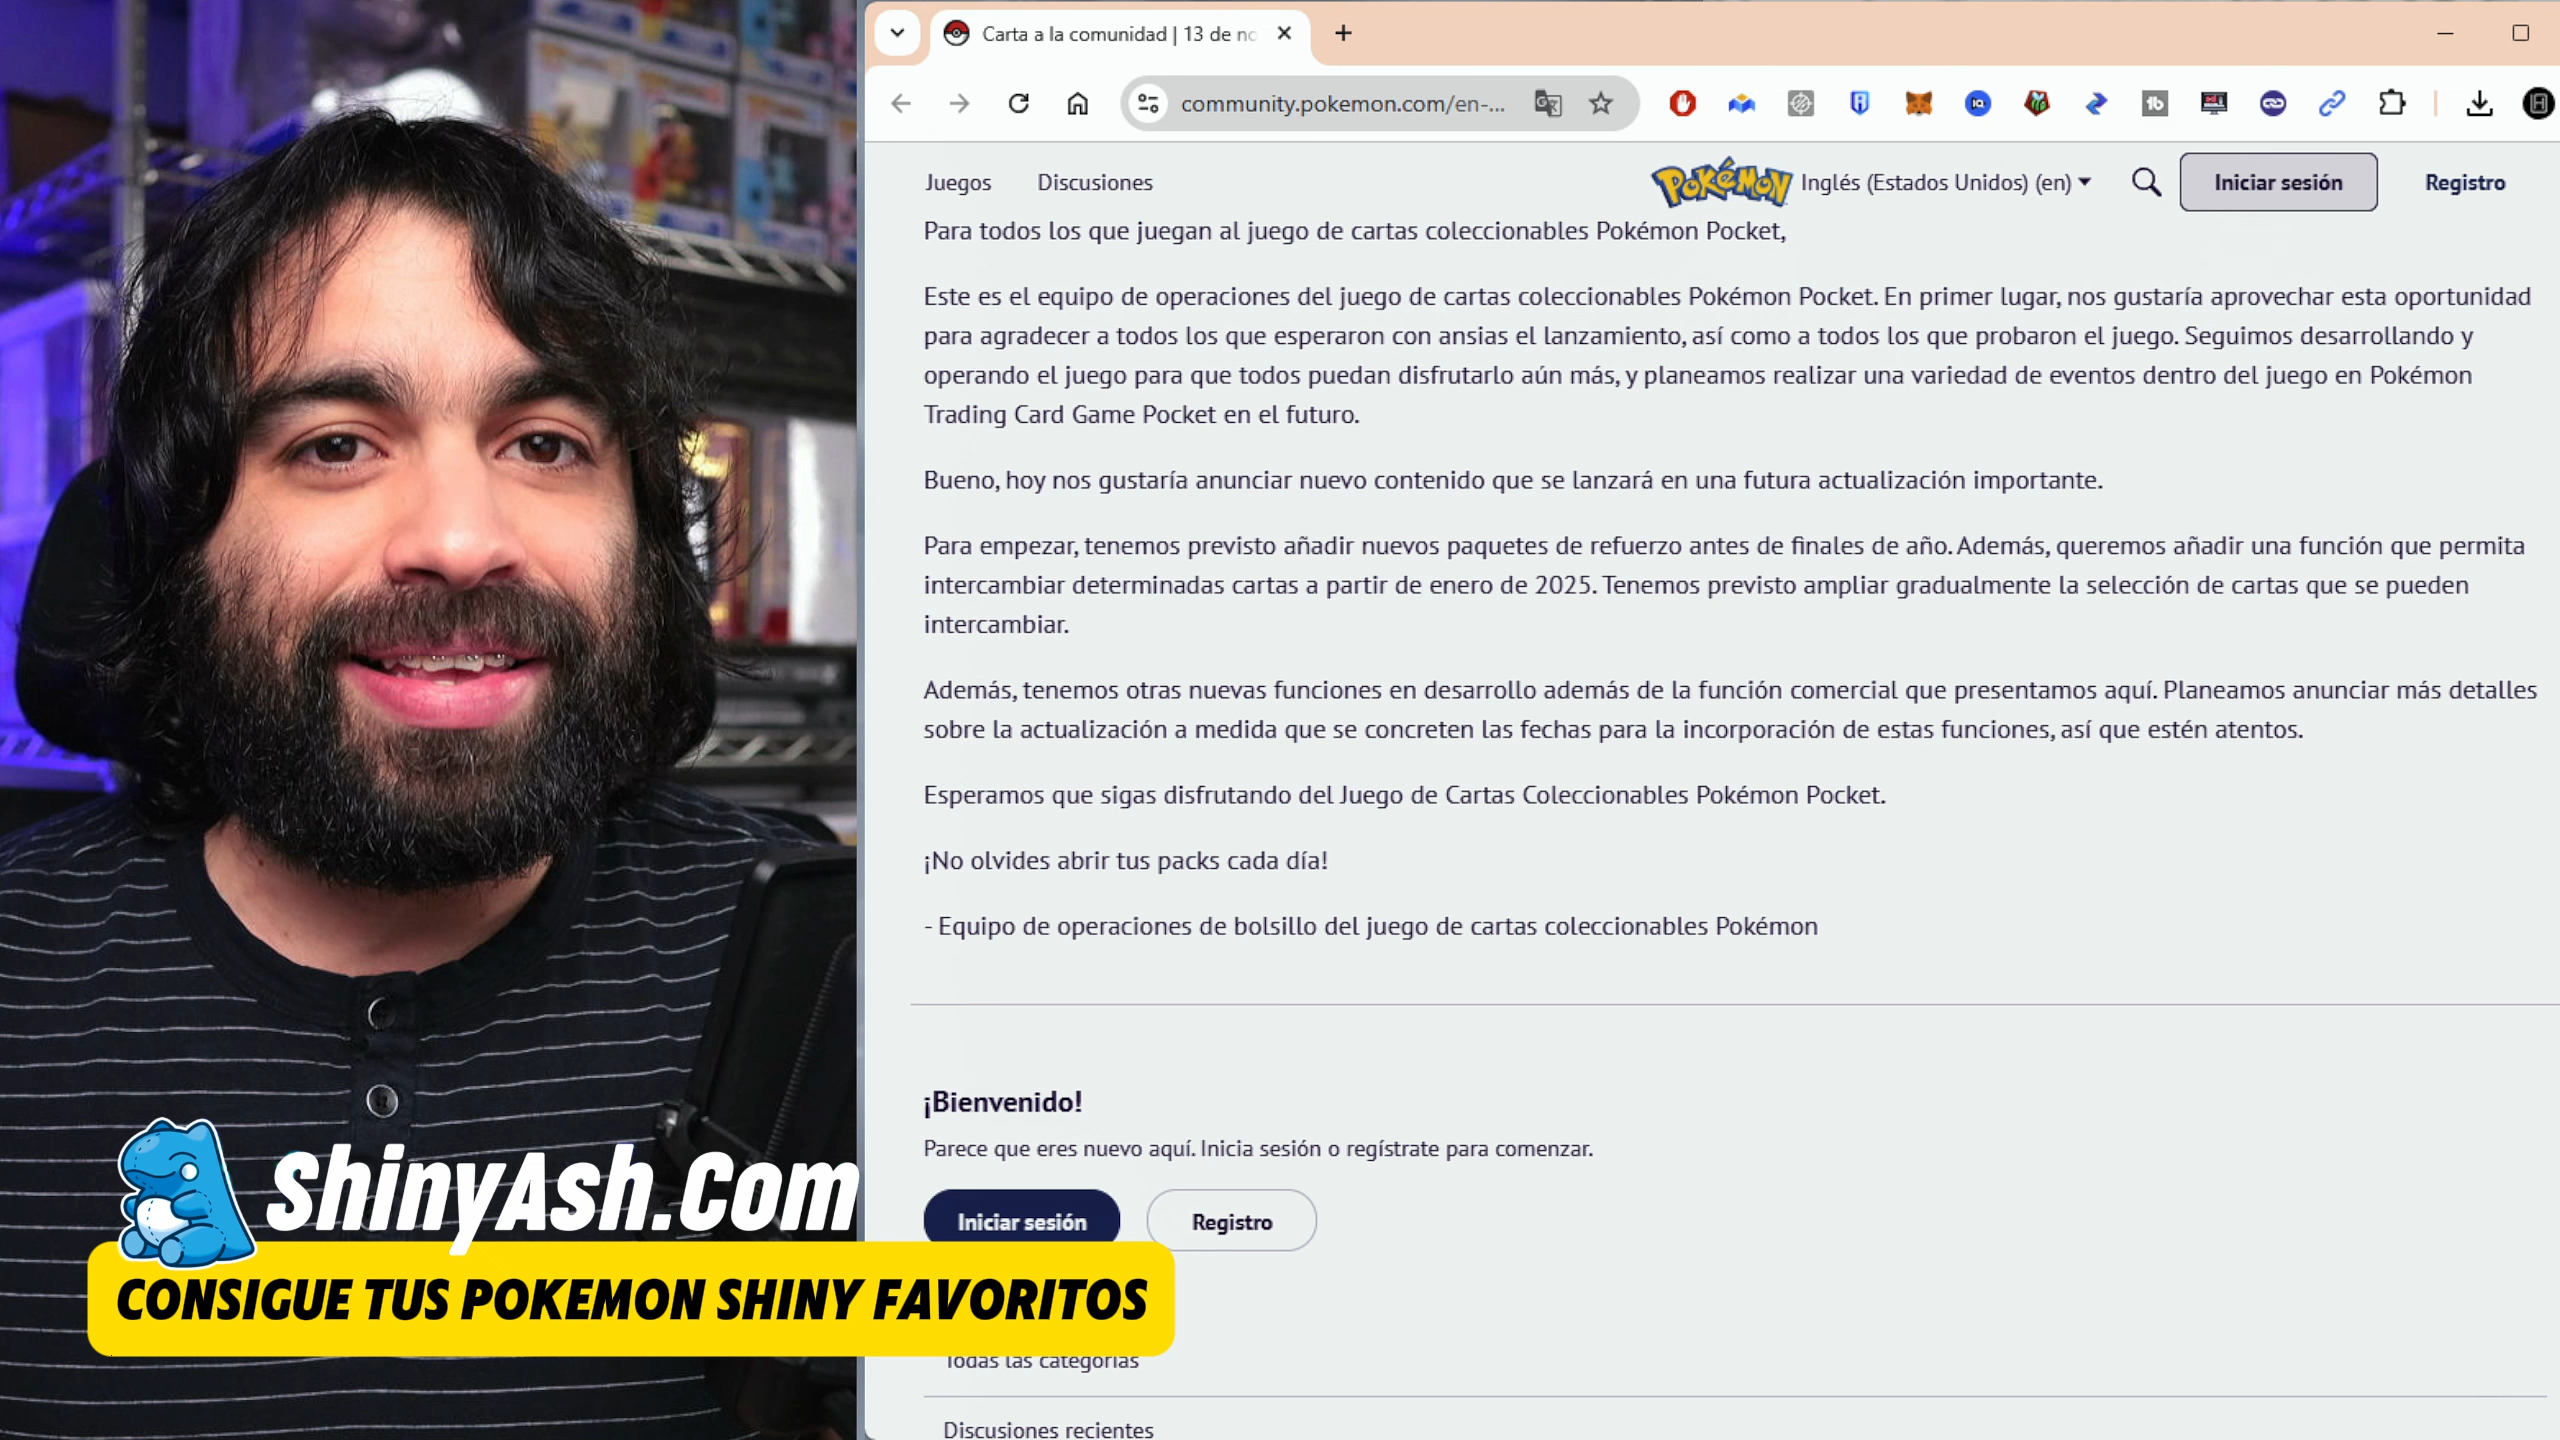 Carta a la comunidad | 13 de no
community.pokemon.com/en-...
Juegos
Discusiones
Pokémon
Inglés (Estados Unidos) (en)
Iniciar sesión
Registro
Para todos los que juegan al juego de cartas coleccionables Pokémon Pocket,
Este es el equipo de operaciones del juego de cartas coleccionables Pokémon Pocket. En primer lugar, nos gustaría aprovechar esta oportunidad
para agradecer a todos los que esperaron con ansias el lanzamiento, así como a todos los que probaron el juego. Seguimos desarrollando y
operando el juego para que todos puedan disfrutarlo aún más, y planeamos realizar una variedad de eventos dentro del juego en Pokémon
Trading Card Game Pocket en el futuro.
Bueno, hoy nos gustaría anunciar nuevo contenido que se lanzará en una futura actualización importante.
Para empezar, tenemos previsto añadir nuevos paquetes de refuerzo antes de finales de año. Además, queremos añadir una función que permita
intercambiar determinadas cartas a partir de enero de 2025. Tenemos previsto ampliar gradualmente la selección de cartas que se pueden
intercambiar.
Además, tenemos otras nuevas funciones en desarrollo además de la función comercial que presentamos aquí. Planeamos anunciar más detalles
sobre la actualización a medida que se concreten las fechas para la incorporación de estas funciones, así que estén atentos.
Esperamos que sigas disfrutando del Juego de Cartas Coleccionables Pokémon Pocket.
¡No olvides abrir tus packs cada día!
- Equipo de operaciones de bolsillo del juego de cartas coleccionables Pokémon
¡Bienvenido!
Parece que eres nuevo aquí. Inicia sesión o regístrate para comenzar.
Iniciar sesión
Registro
ShinyAsh.Com
CONSIGUE TUS POKEMON SHINY FAVORITOS
Todas las categorías
Discusiones recientes